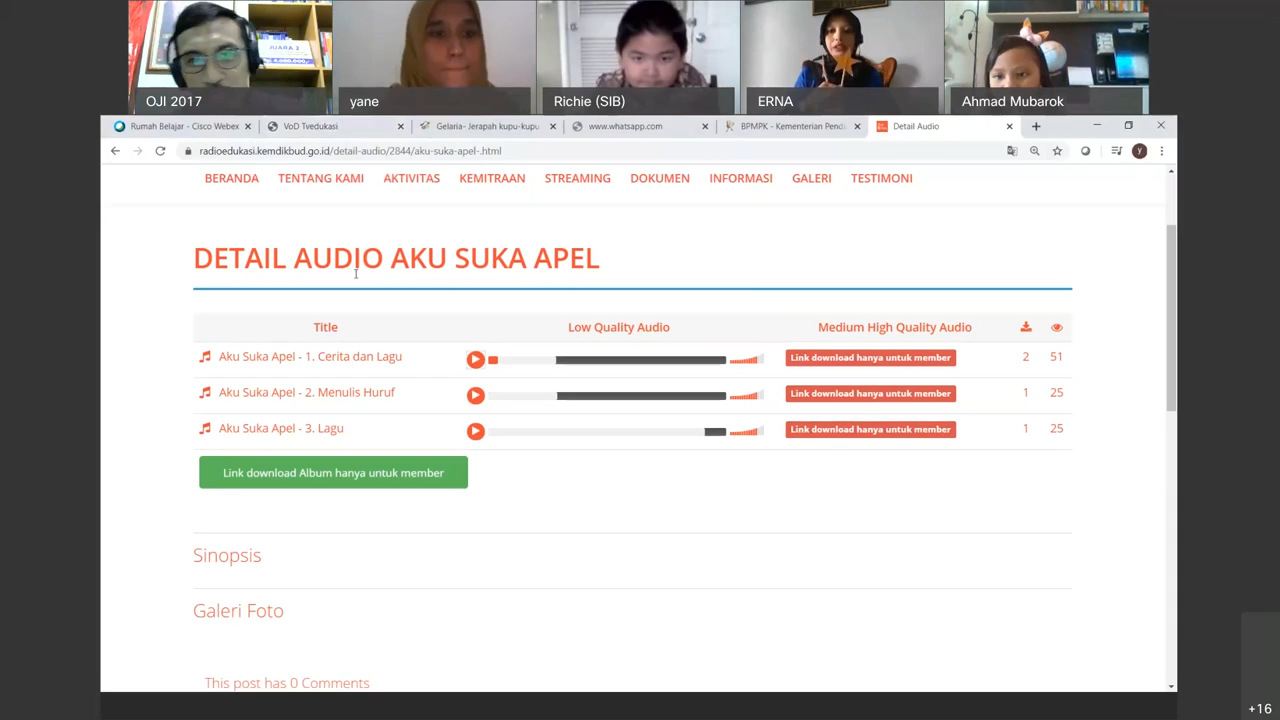 JUARA 2
OJI 2017
yane
Richie (SIB)
ERNA
Ahmad Mubarok
Rumah Belajar - Cisco Webex
VoD Tvedukasi
Gelaria- Jerapah kupu-kupu
www.whatsapp.com
BPMPK - Kementerian Pendi
Detail Audio
radioedukasi.kemdikbud.go.id/detail-audio/2844/aku-suka-apel-.html
BERANDA TENTANG KAMI AKTIVITAS KEMITRAAN STREAMING DOKUMEN INFORMASI GALERI TESTIMONI
DETAIL AUDIO AKU SUKA APEL
Title Low Quality Audio Medium High Quality Audio
Aku Suka Apel - 1. Cerita dan Lagu Link download hanya untuk member 2 51
Aku Suka Apel - 2. Menulis Huruf Link download hanya untuk member 1 25
Aku Suka Apel - 3. Lagu Link download hanya untuk member 1 25
Link download Album hanya untuk member
Sinopsis
Galeri Foto
This post has 0 Comments
+16